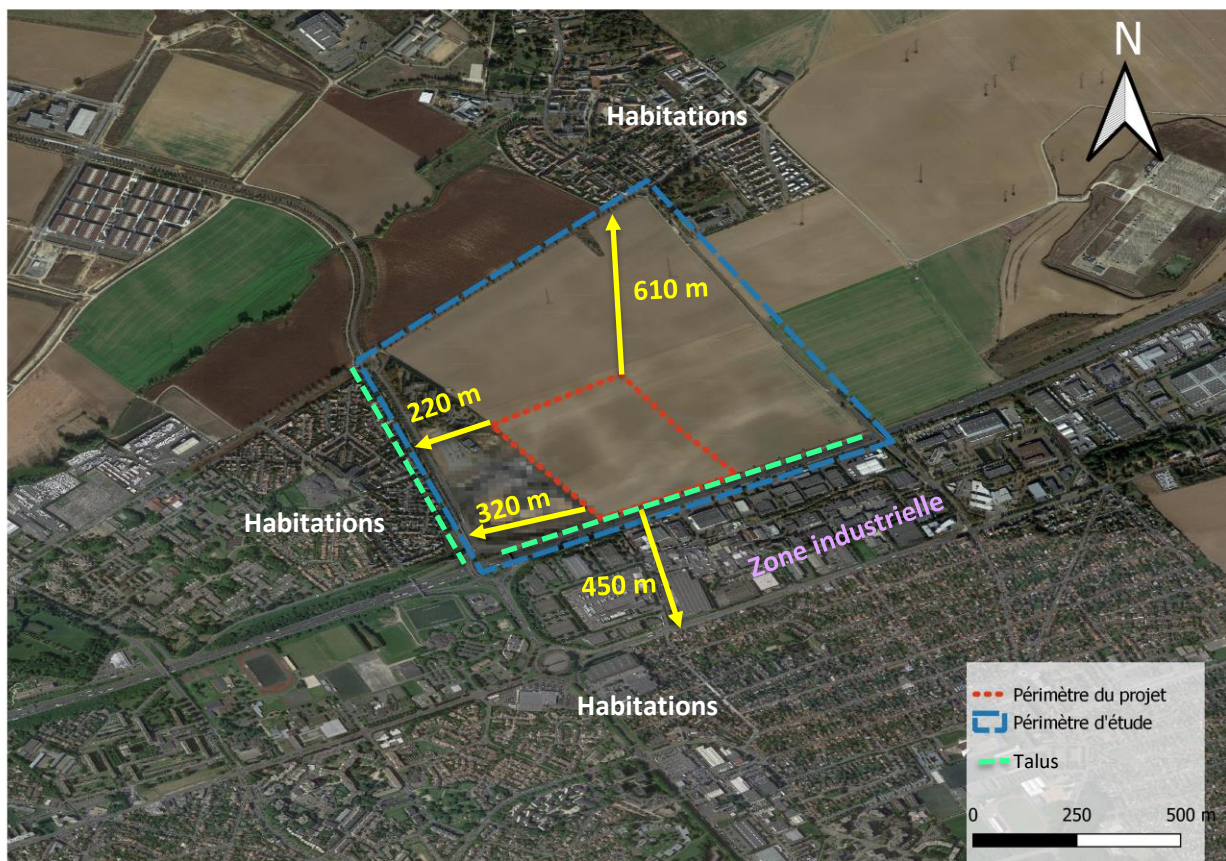 N
Habitations
610 m
220 m
320 m
Habitations
Zone industrielle
450 m
Habitations
Périmètre du projet
Périmètre d'étude
Talus
0 250 500 m